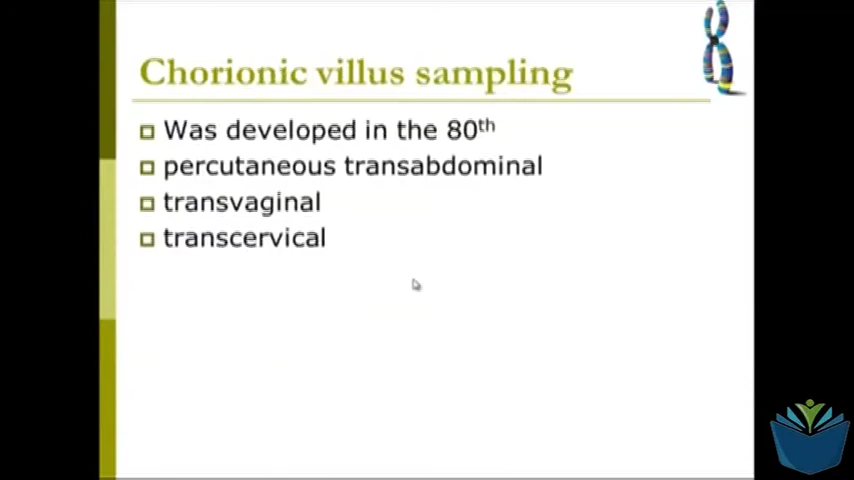 Chorionic villus sampling
Was developed in the 80th
percutaneous transabdominal
transvaginal
transcervical